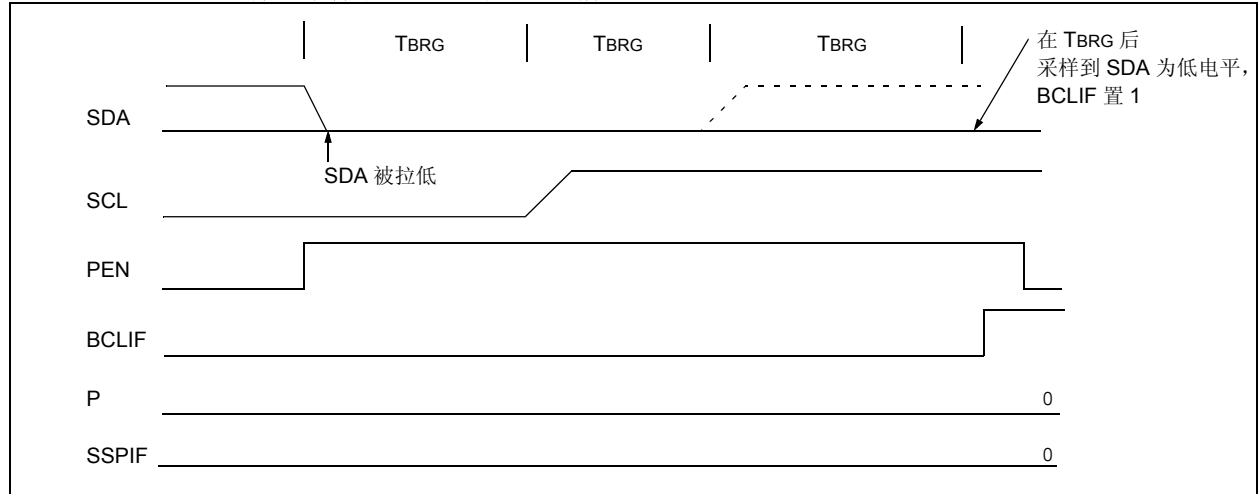 TBRG TBRG TBRG
在 TBRG 后
采样到 SDA 为低电平，
BCLIF 置 1
SDA
SDA 被拉低
SCL
PEN
BCLIF
P 0
SSPIF 0